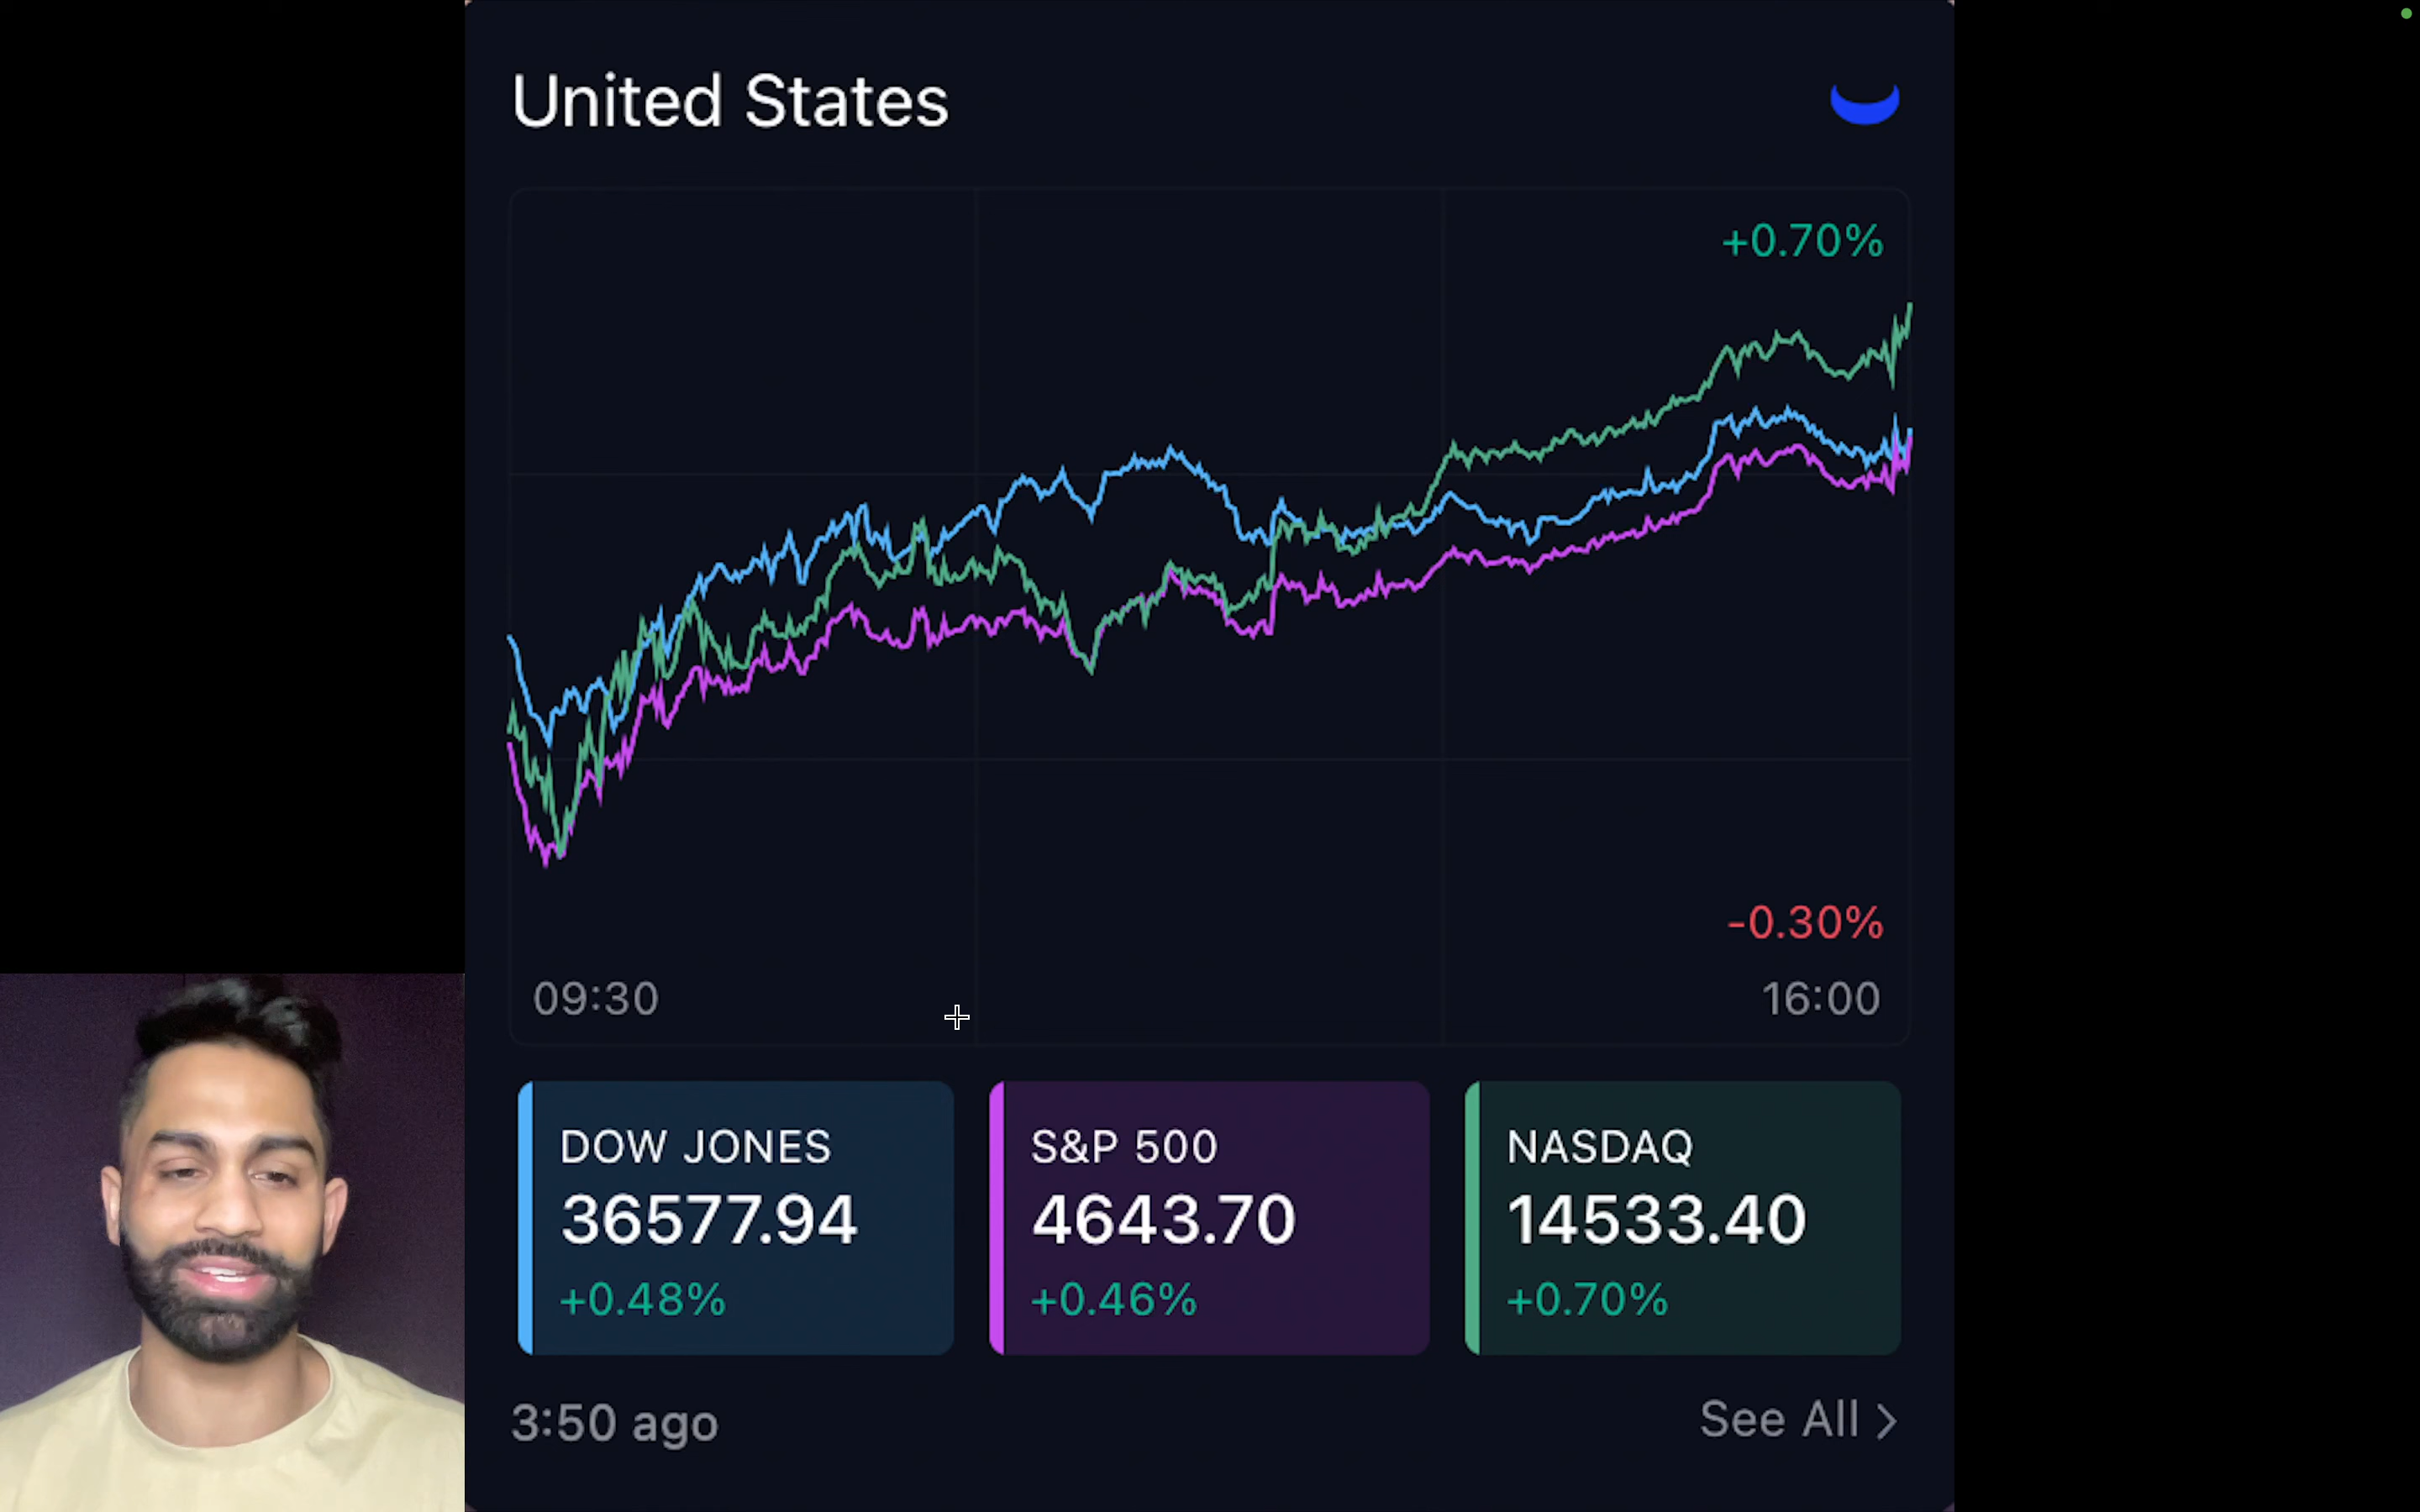 United States
+0.70%
-0.30%
09:30
16:00
DOW JONES
36577.94
+0.48%
S&P 500
4643.70
+0.46%
NASDAQ
14533.40
+0.70%
3:50 ago
See All >